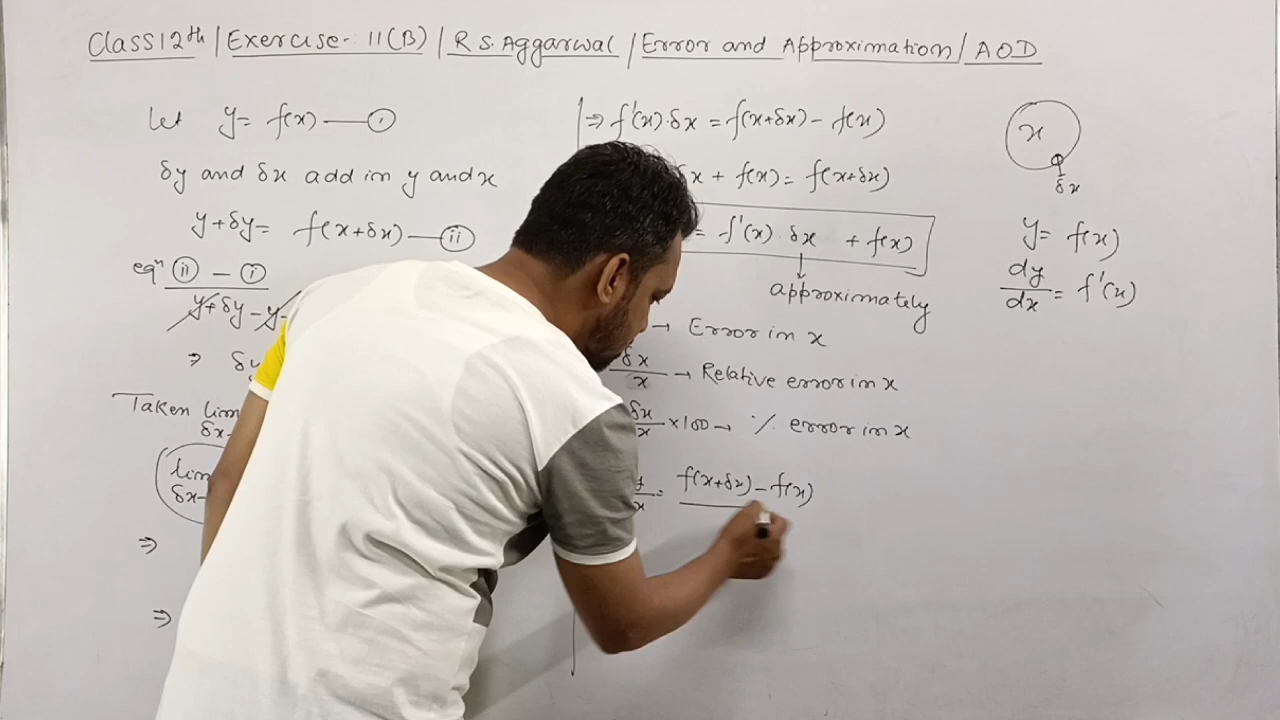 Class 12th / Exercise - 11(B) / R S. Aggarwal / Error and Approximation / AOD
Let y = f(x) — (i)
δy and δx add in y and x
y+δy = f(x+δx) — (ii)
eqn (ii) - (i)
y+δy - y
⇒ δy
Taken lim
δx
lim
δx
⇒
⇒
⇒ f'(x)·δx = f(x+δx) - f(x)
x + f(x) = f(x+δx)
= f'(x)·δx + f(x)
approximately
→ Error in x
δx/x → Relative error in x
δx/x ×100 → % error in x
= f(x+δx) - f(x)
x
δx
y = f(x)
dy/dx = f'(x)